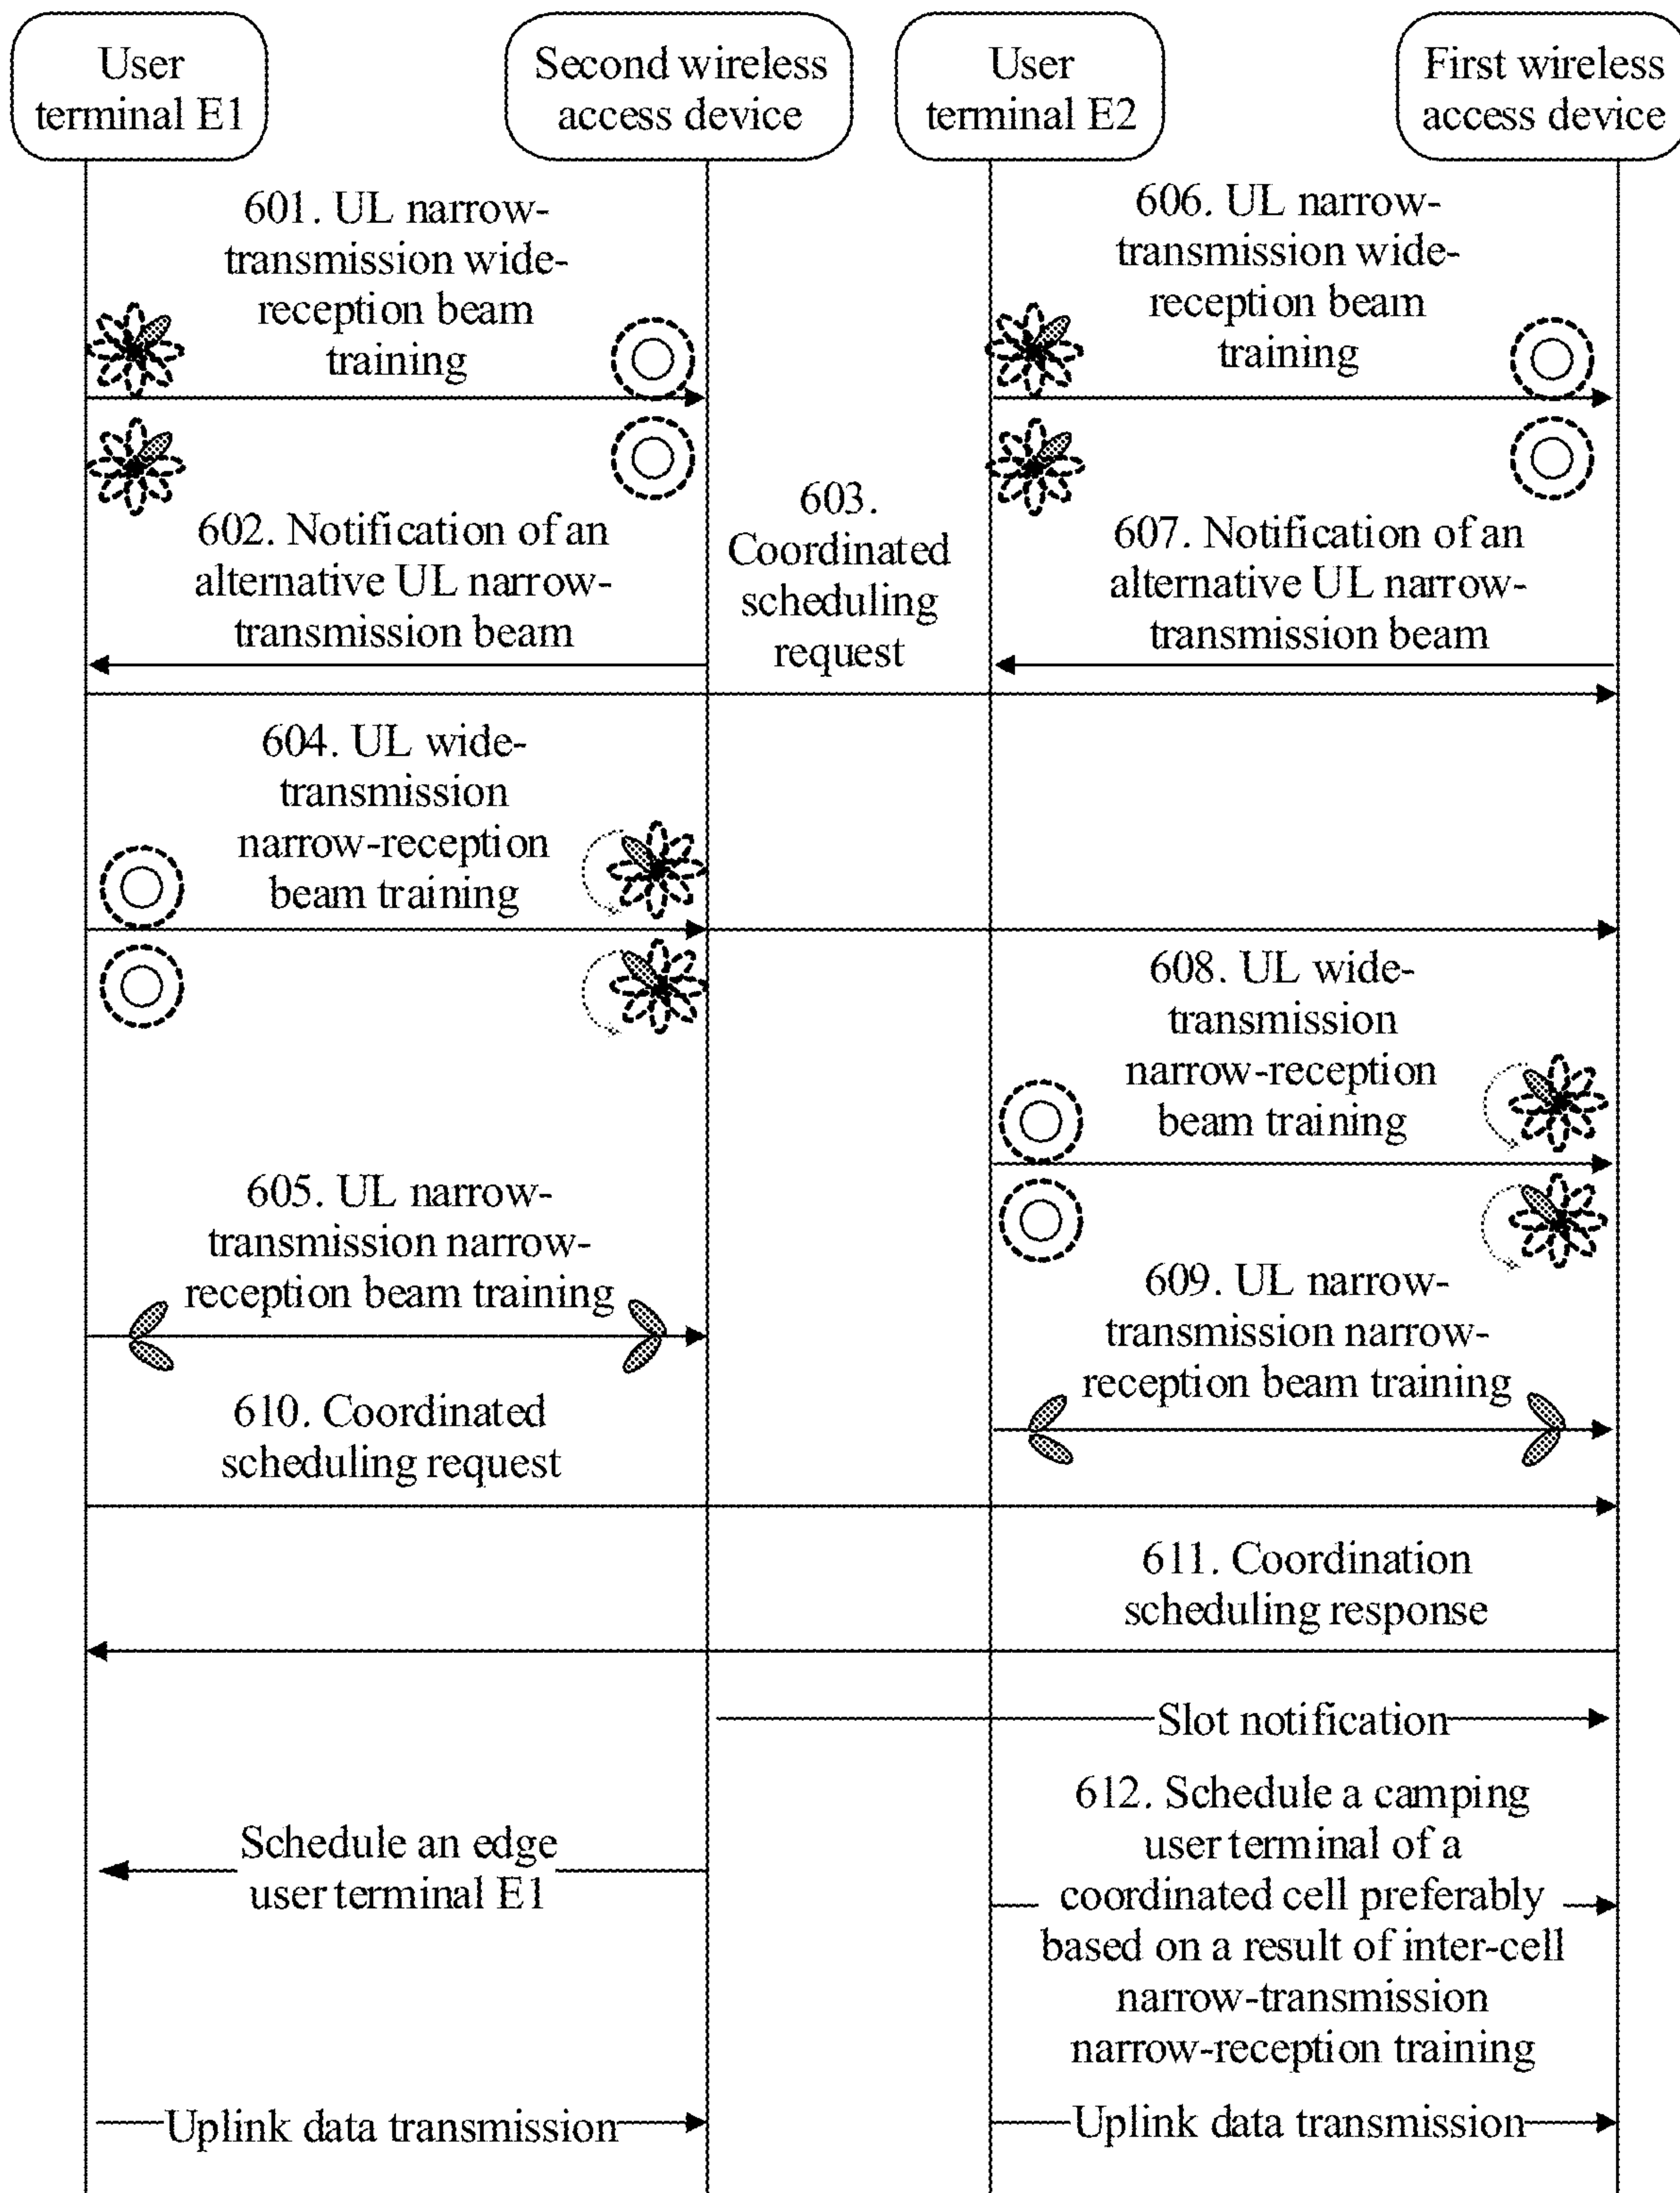 User
terminal E1
Second wireless
access device
User
terminal E2
First wireless
access device
601. UL narrow-
transmission wide-
reception beam
training
606. UL narrow-
transmission wide-
reception beam
training
602. Notification of an
alternative UL narrow-
transmission beam
603.
Coordinated
scheduling
request
607. Notification of an
alternative UL narrow-
transmission beam
604. UL wide-
transmission
narrow-reception
beam training
608. UL wide-
transmission
narrow-reception
beam training
605. UL narrow-
transmission narrow-
reception beam training
609. UL narrow-
transmission narrow-
reception beam training
610. Coordinated
scheduling request
611. Coordination
scheduling response
Slot notification
Schedule an edge
user terminal E1
612. Schedule a camping
user terminal of a
coordinated cell preferably
based on a result of inter-cell
narrow-transmission
narrow-reception training
Uplink data transmission
Uplink data transmission